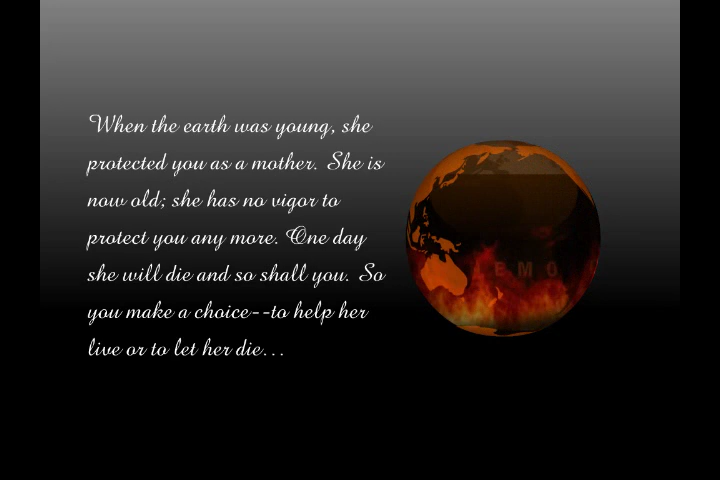 When the earth was young, she
protected you as a mother. She is
now old; she has no vigor to
protect you any more. One day
she will die and so shall you. So
you make a choice--to help her
live or to let her die...
LEMO